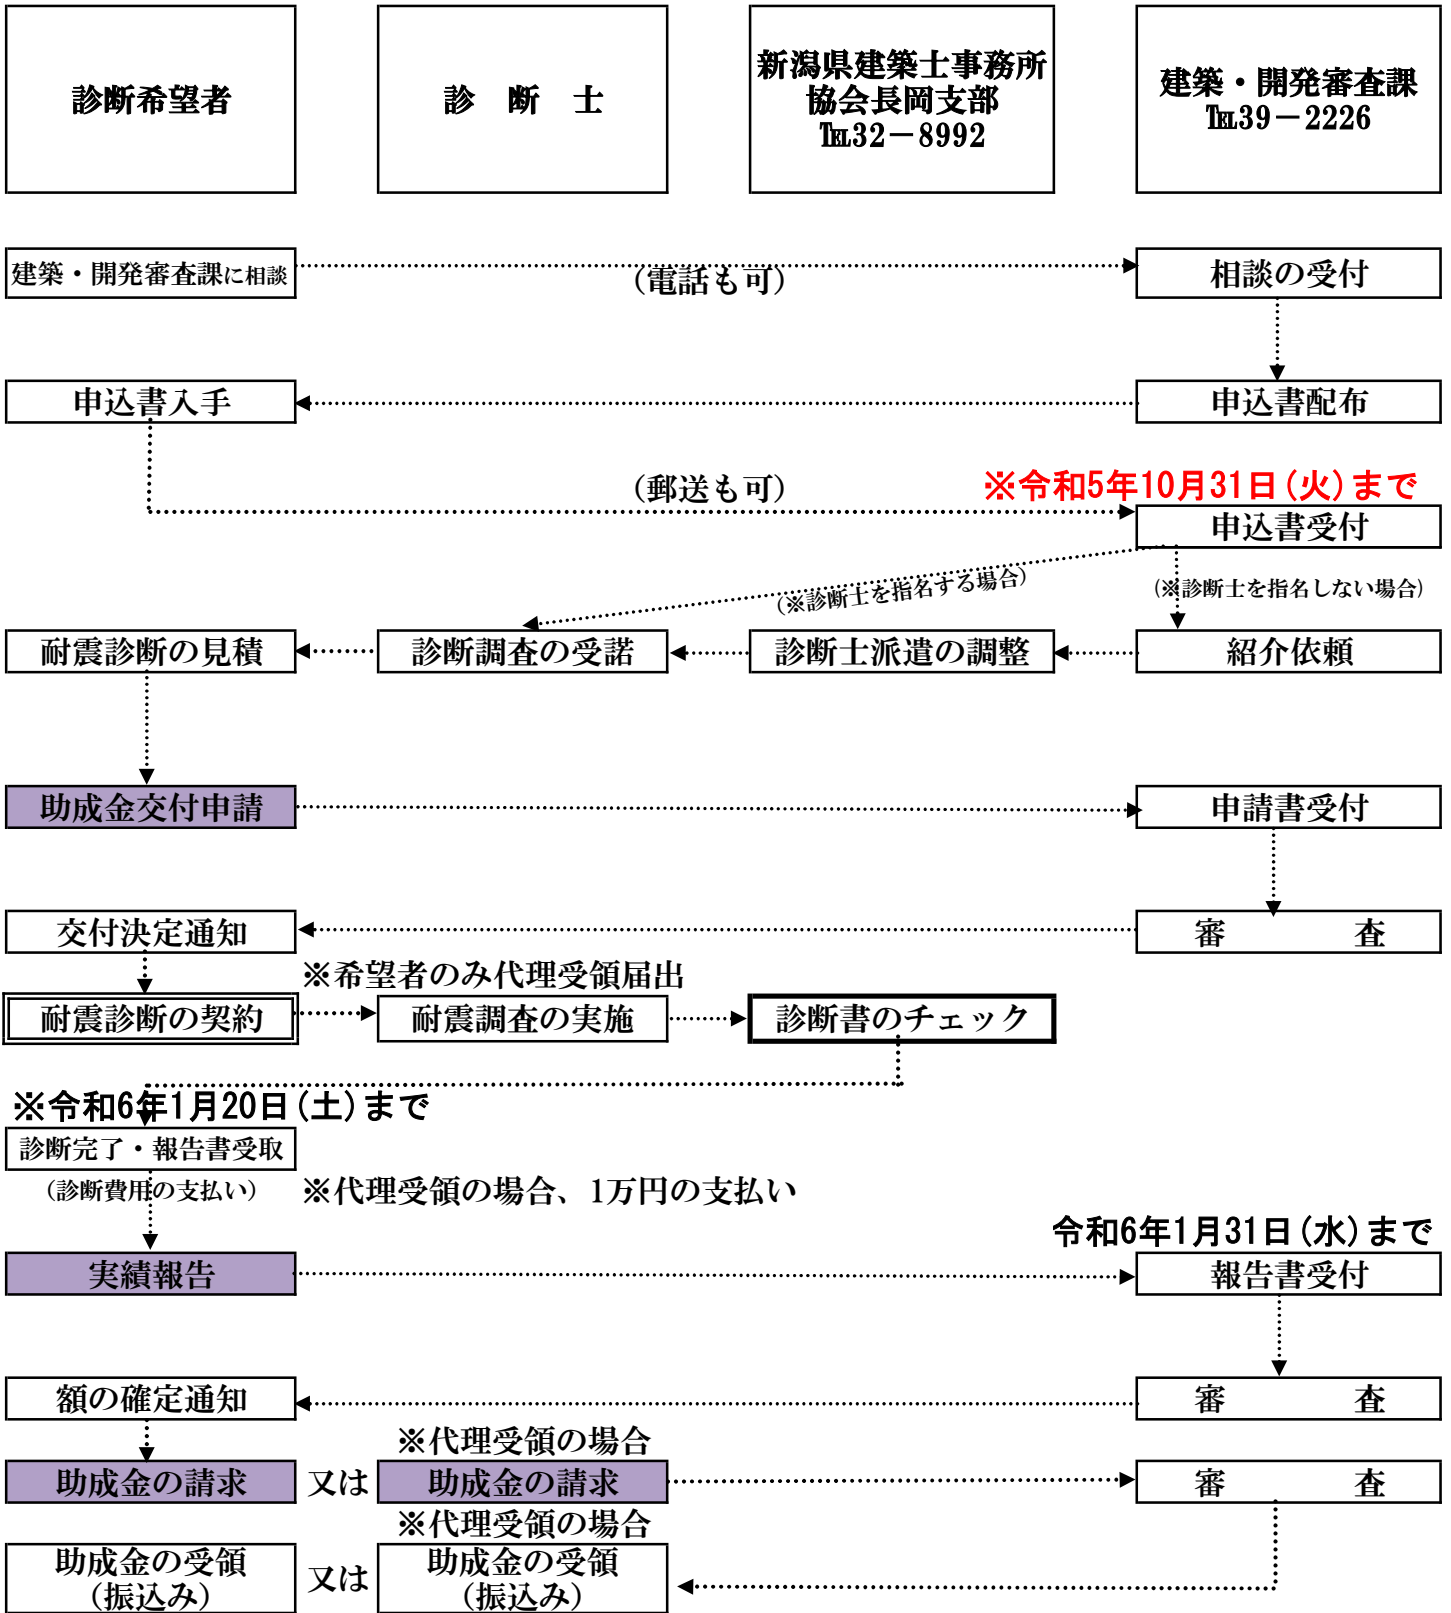 診断希望者
診　断　士
新潟県建築士事務所
協会長岡支部
℡32－8992
建築・開発審査課
℡39－2226
建築・開発審査課に相談
(電話も可)
相談の受付
申込書入手
申込書配布
(郵送も可)
※令和5年10月31日(火)まで
申込書受付
(※診断士を指名する場合)
(※診断士を指名しない場合)
耐震診断の見積
診断調査の受諾
診断士派遣の調整
紹介依頼
助成金交付申請
申請書受付
交付決定通知
審　　　　査
※希望者のみ代理受領届出
耐震診断の契約
耐震調査の実施
診断書のチェック
※令和6年1月20日(土)まで
診断完了・報告書受取
(診断費用の支払い)
※代理受領の場合、1万円の支払い
令和6年1月31日(水)まで
実績報告
報告書受付
額の確定通知
審　　　　査
※代理受領の場合
助成金の請求
又は
助成金の請求
審　　　　査
※代理受領の場合
助成金の受領
(振込み)
又は
助成金の受領
(振込み)